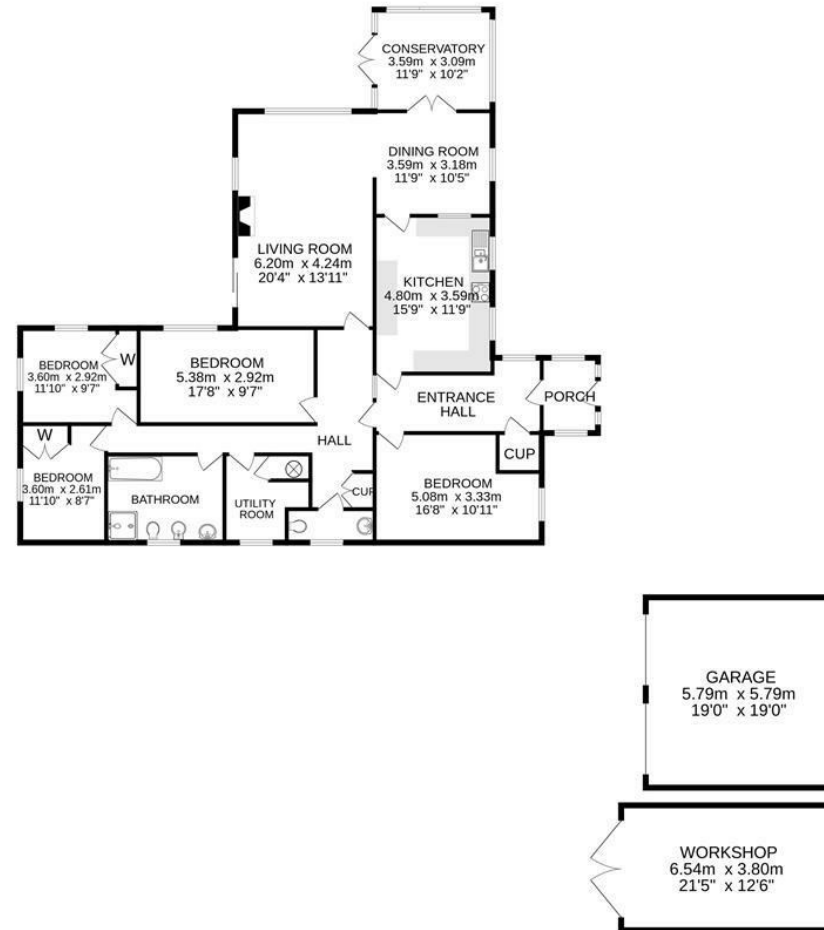 CONSERVATORY
3.59m x 3.09m
11'9" x 10'2"
DINING ROOM
3.59m x 3.18m
11'9" x 10'5"
LIVING ROOM
6.20m x 4.24m
20'4" x 13'11"
KITCHEN
4.80m x 3.59m
15'9" x 11'9"
BEDROOM
3.60m x 2.92m
11'10" x 9'7"
W
BEDROOM
5.38m x 2.92m
17'8" x 9'7"
ENTRANCE
HALL
PORCH
W
BEDROOM
3.60m x 2.61m
11'10" x 8'7"
HALL
CUP
BATHROOM
UTILITY
ROOM
CUP
BEDROOM
5.08m x 3.33m
16'8" x 10'11"
GARAGE
5.79m x 5.79m
19'0" x 19'0"
WORKSHOP
6.54m x 3.80m
21'5" x 12'6"